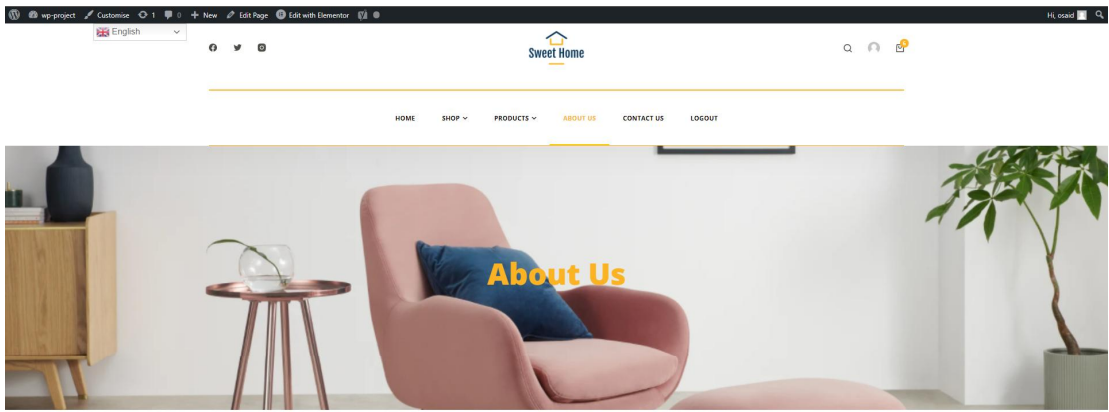 wp-project Customise 1 0 New Edit Page Edit with Elementor Hi, osaid
English
Sweet Home
HOME SHOP PRODUCTS ABOUT US CONTACT US LOGOUT
About Us